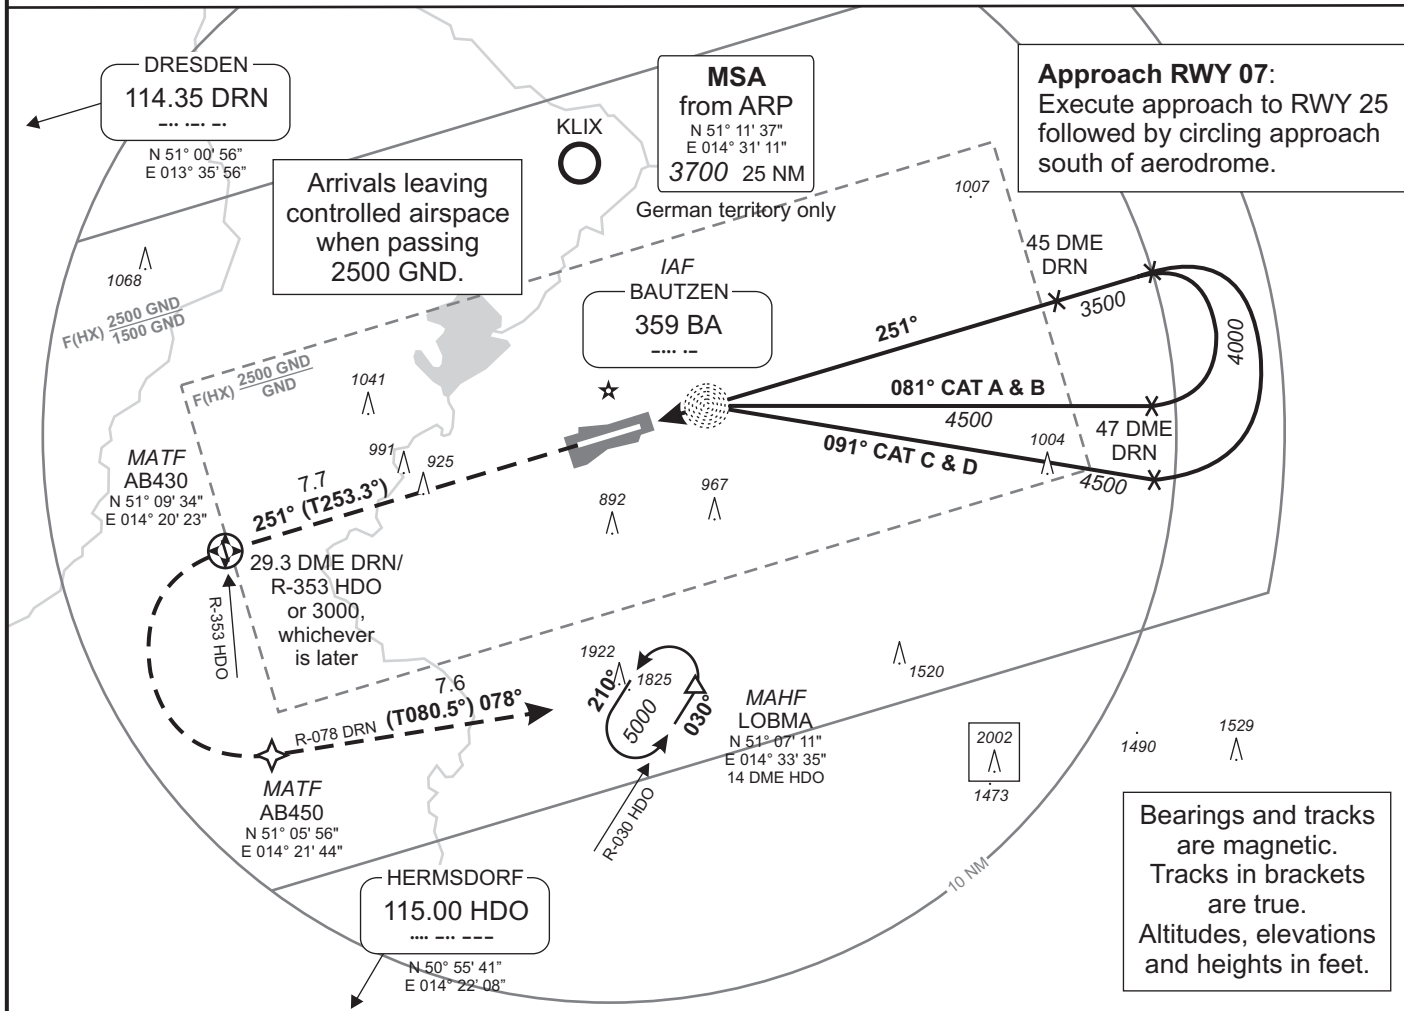 DRESDEN
114.35 DRN
N 51° 00' 56"
E 013° 35' 56"
Arrivals leaving
controlled airspace
when passing
2500 GND.
KLIX
MSA
from ARP
N 51° 11' 37"
E 014° 31' 11"
3700 25 NM
German territory only
Approach RWY 07:
Execute approach to RWY 25
followed by circling approach
south of aerodrome.
1007
1068
F(HX) 2500 GND
1500 GND
F(HX) 2500 GND
GND
IAF
BAUTZEN
359 BA
45 DME
DRN
3500
251°
4000
081° CAT A & B
4500
47 DME
DRN
091° CAT C & D
1004
4500
1041
991
925
892
967
MATF
AB430
N 51° 09' 34"
E 014° 20' 23"
7.7
251° (T253.3°)
29.3 DME DRN/
R-353 HDO
or 3000,
whichever
is later
R-353 HDO
7.6
R-078 DRN (T080.5°) 078°
MATF
AB450
N 51° 05' 56"
E 014° 21' 44"
1922
1825
210°
5000
030°
R-030 HDO
MAHF
LOBMA
N 51° 07' 11"
E 014° 33' 35"
14 DME HDO
1520
2002
1473
1490
1529
10 NM
HERMSDORF
115.00 HDO
N 50° 55' 41"
E 014° 22' 08"
Bearings and tracks
are magnetic.
Tracks in brackets
are true.
Altitudes, elevations
and heights in feet.